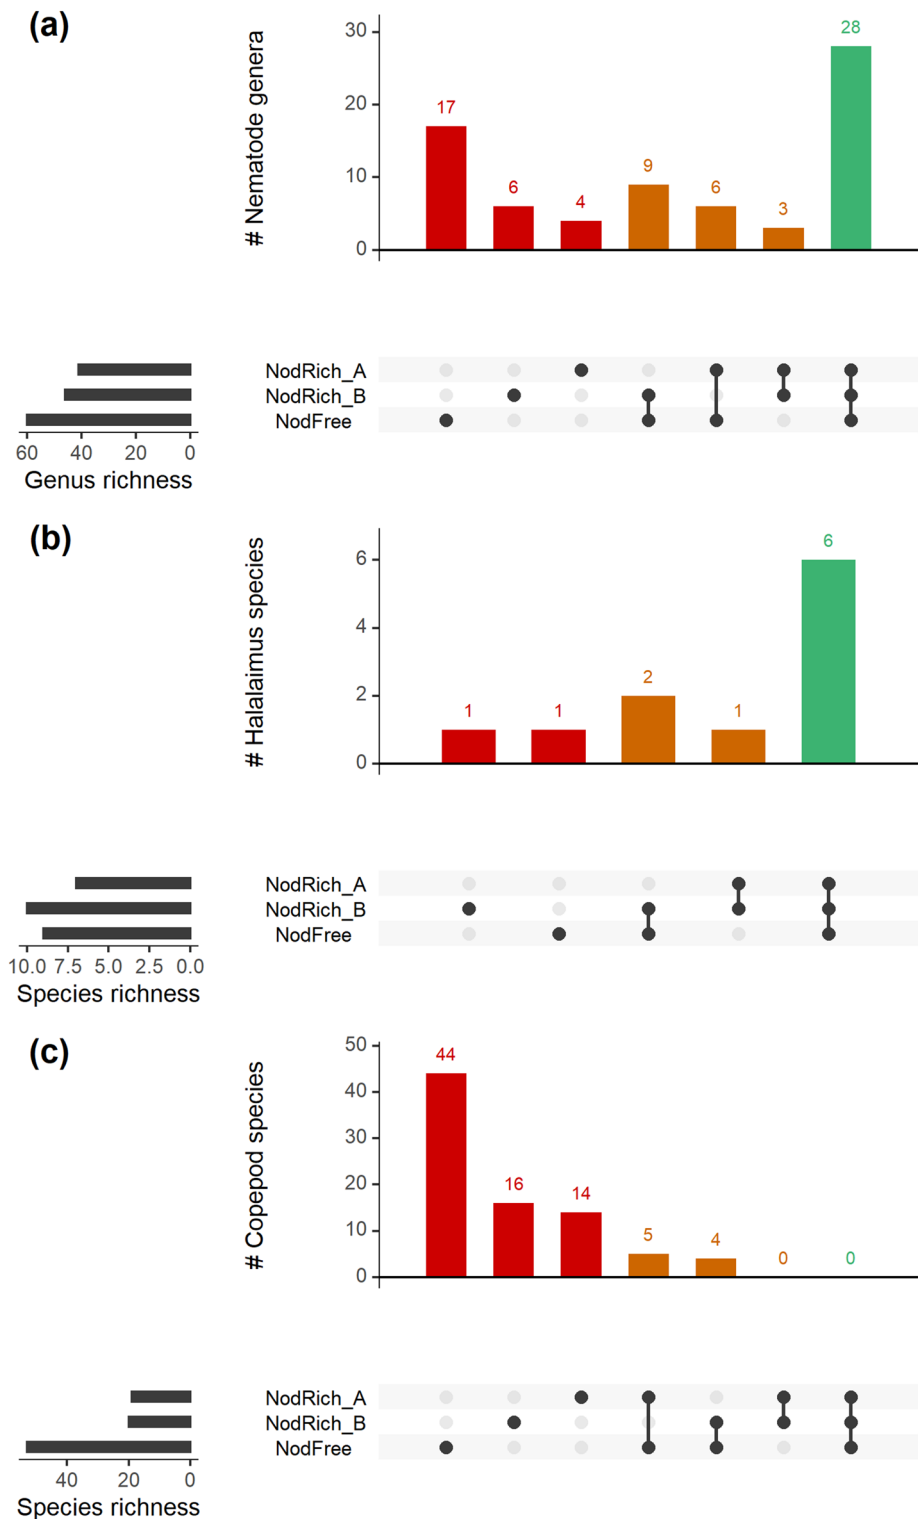 (a)
# Nematode genera
30
20
10
0
17
6
4
9
6
3
28
NodRich_A
NodRich_B
NodFree
60 40 20 0
Genus richness
(b)
# Halalaimus species
6
4
2
0
1
1
2
1
6
NodRich_A
NodRich_B
NodFree
10.0 7.5 5.0 2.5 0.0
Species richness
(c)
# Copepod species
50
40
30
20
10
0
44
16
14
5
4
0
0
NodRich_A
NodRich_B
NodFree
40 20 0
Species richness